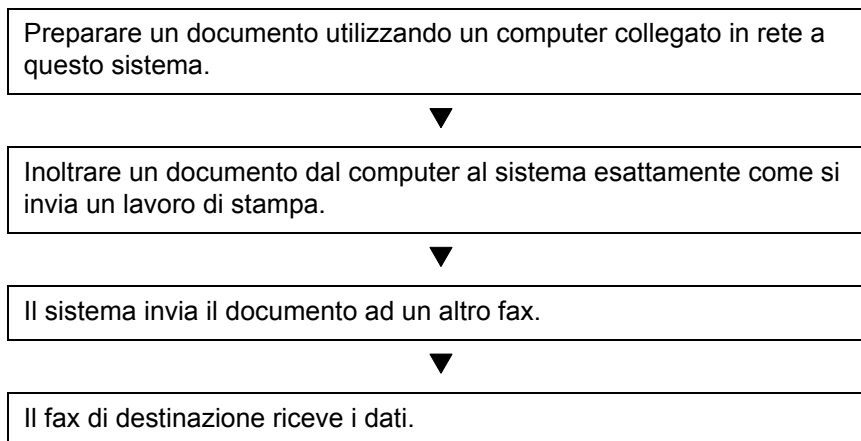 Preparare un documento utilizzando un computer collegato in rete a
questo sistema.
Inoltrare un documento dal computer al sistema esattamente come si
invia un lavoro di stampa.
Il sistema invia il documento ad un altro fax.
Il fax di destinazione riceve i dati.